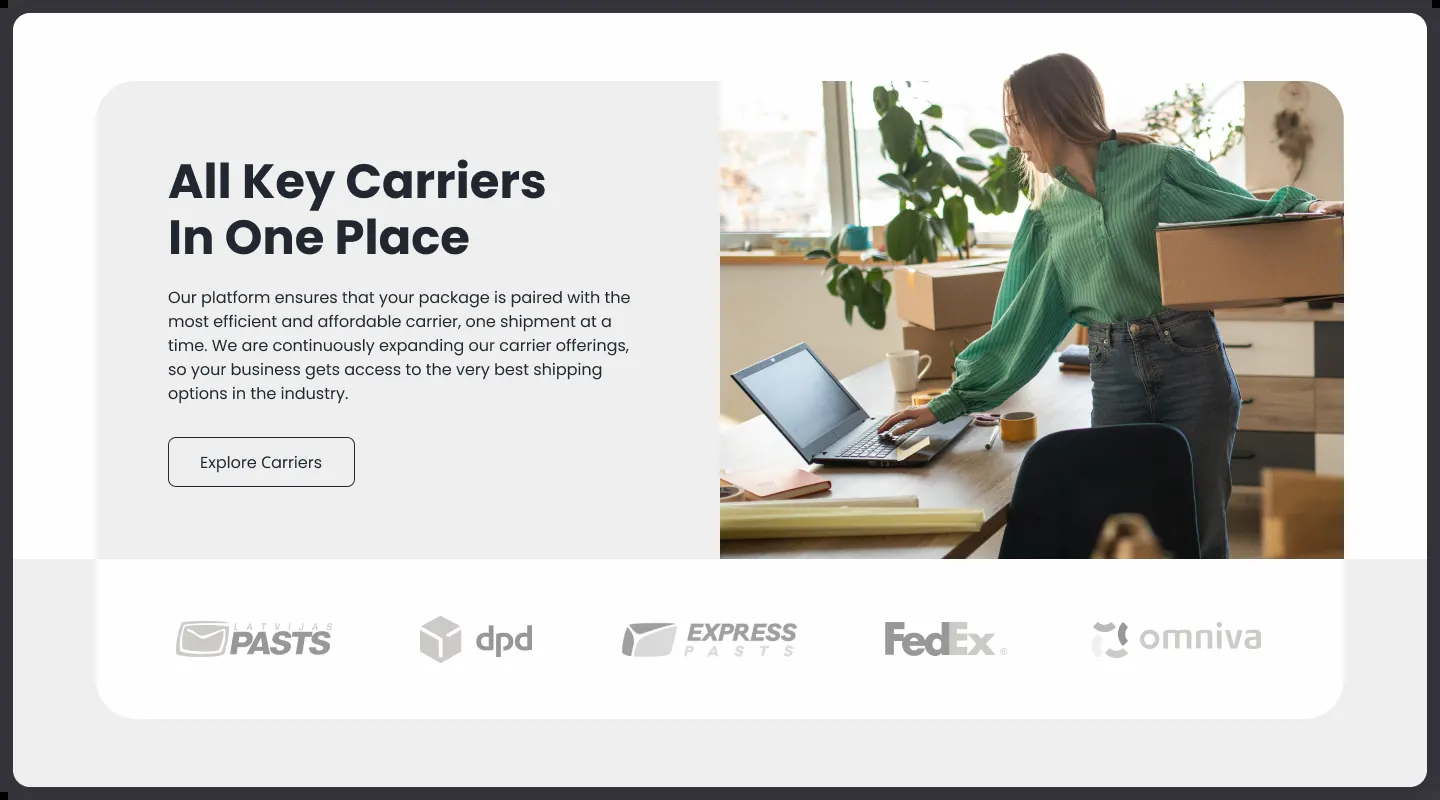 All Key Carriers
In One Place
Our platform ensures that your package is paired with the
most efficient and affordable carrier, one shipment at a
time. We are continuously expanding our carrier offerings,
so your business gets access to the very best shipping
options in the industry.
Explore Carriers
LATVIJAS
PASTS
dpd
EXPRESS
PASTS
FedEx®
omniva